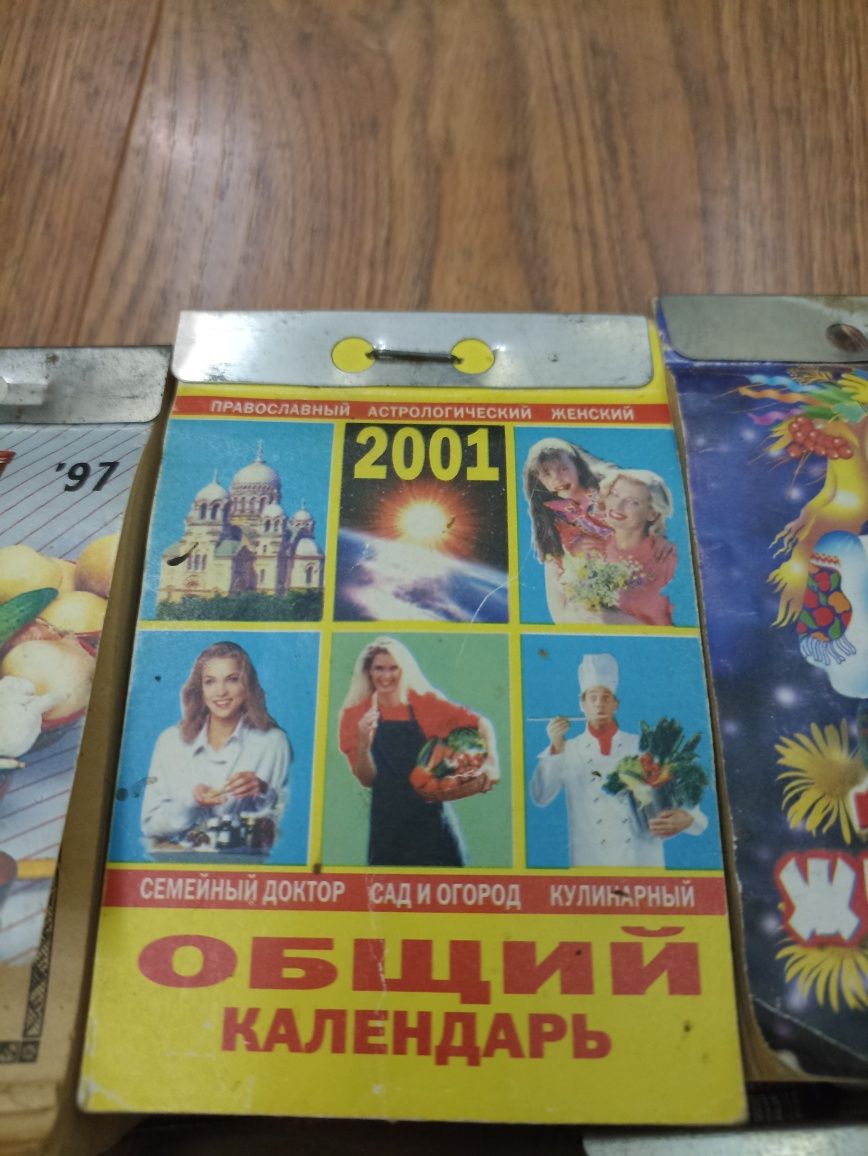 ПРАВОСЛАВНЫЙ АСТРОЛОГИЧЕСКИЙ ЖЕНСКИЙ
2001
СЕМЕЙНЫЙ ДОКТОР САД И ОГОРОД КУЛИНАРНЫЙ
ОБЩИЙ
КАЛЕНДАРЬ
'97